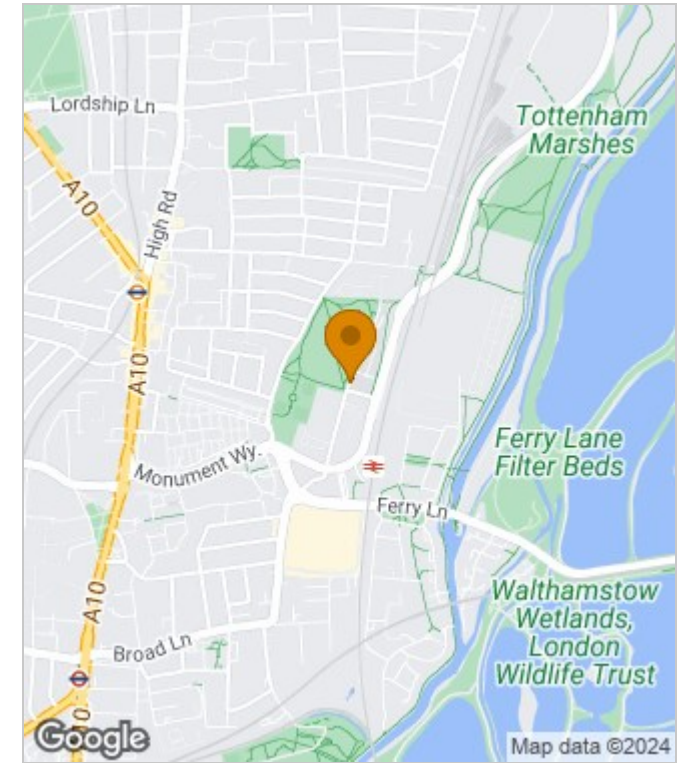 Lordship Ln
Tottenham
Marshes
A10
High Rd
A10
Ferry Lane
Filter Beds
Monument Wy.
Ferry Ln
A10
Walthamstow
Wetlands,
London
Wildlife Trust
Broad Ln
A10
Google
Map data ©2024